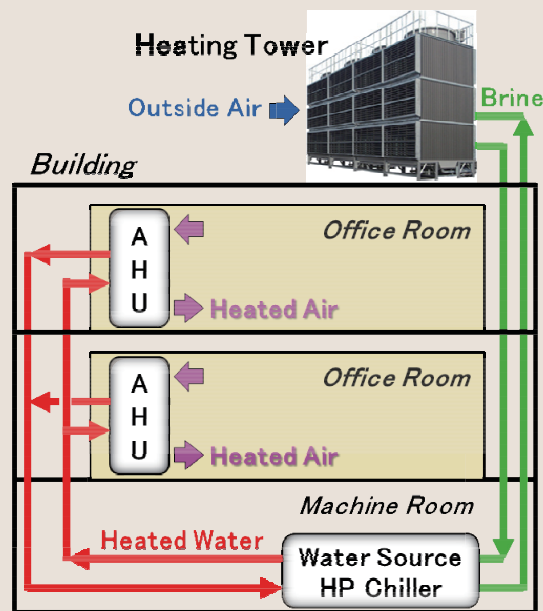 Heating Tower
Outside Air
Brine
Building
A
H
U
Office Room
Heated Air
A
H
U
Office Room
Heated Air
Machine Room
Heated Water
Water Source
HP Chiller